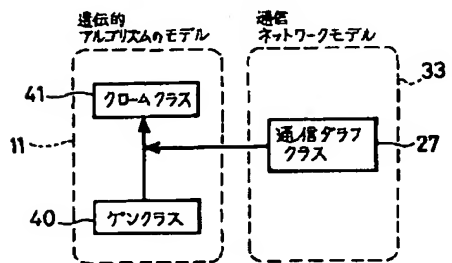 遺伝的
アルゴリズムのモデル
通信
ネットワークモデル
41
クロームクラス
33
11
通信グラフ
クラス
27
40
ゲンクラス